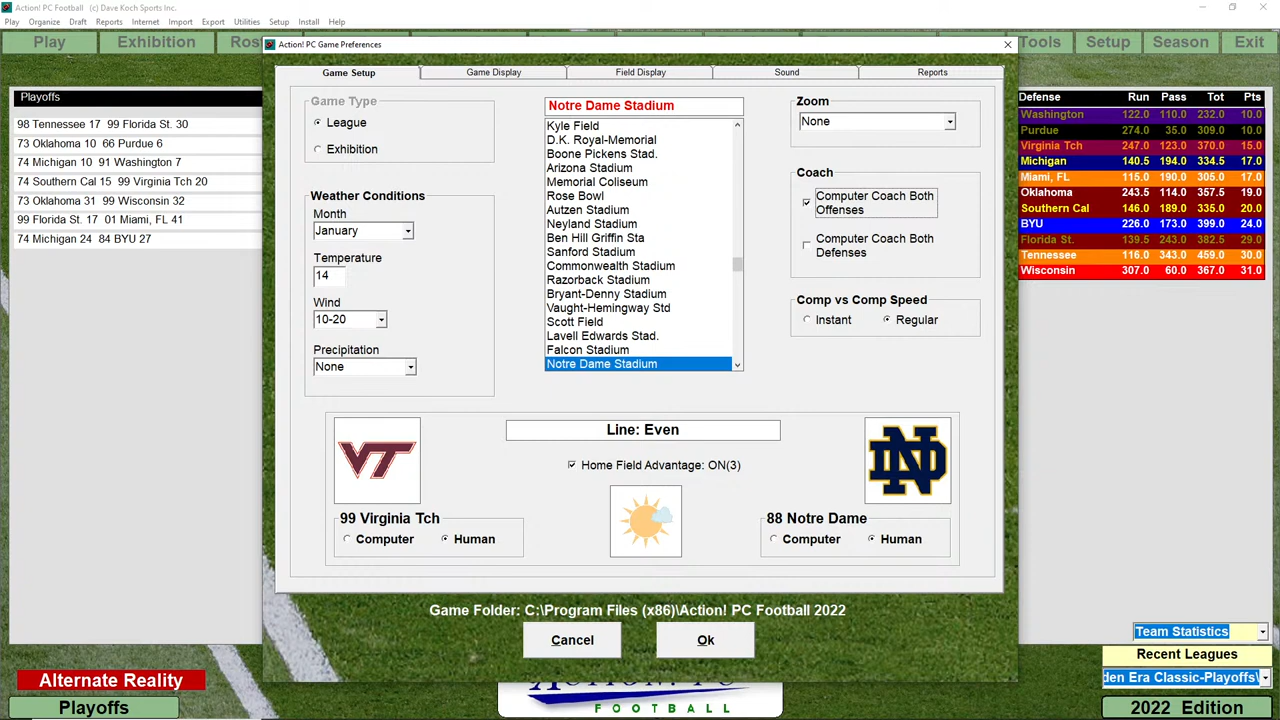 Action! PC Football (c) Dave Koch Sports Inc.
Play Organize Draft Reports Internet Import Export Utilities Setup Install Help
Play Exhibition Tools Setup Season Exit
Action! PC Game Preferences
Game Setup Game Display Field Display Sound Reports
Playoffs
98 Tennessee 17 99 Florida St. 30
73 Oklahoma 10 66 Purdue 6
74 Michigan 10 91 Washington 7
74 Southern Cal 15 99 Virginia Tch 20
73 Oklahoma 31 99 Wisconsin 32
99 Florida St. 17 01 Miami, FL 41
74 Michigan 24 84 BYU 27
Game Type
League
Exhibition
Weather Conditions
Month
January
Temperature
14
Wind
10-20
Precipitation
None
Notre Dame Stadium
Kyle Field
D.K. Royal-Memorial
Boone Pickens Stad.
Arizona Stadium
Memorial Coliseum
Rose Bowl
Autzen Stadium
Neyland Stadium
Ben Hill Griffin Sta
Sanford Stadium
Commonwealth Stadium
Razorback Stadium
Bryant-Denny Stadium
Vaught-Hemingway Std
Scott Field
Lavell Edwards Stad.
Falcon Stadium
Notre Dame Stadium
Zoom
None
Coach
Computer Coach Both
Offenses
Computer Coach Both
Defenses
Comp vs Comp Speed
Instant Regular
Defense Run Pass Tot Pts
Washington 122.0 110.0 232.0 10.0
Purdue 274.0 35.0 309.0 10.0
Virginia Tch 247.0 123.0 370.0 15.0
Michigan 140.5 194.0 334.5 17.0
Miami, FL 115.0 190.0 305.0 17.0
Oklahoma 243.5 114.0 357.5 19.0
Southern Cal 146.0 189.0 335.0 20.0
BYU 226.0 173.0 399.0 24.0
Florida St. 139.5 243.0 382.5 29.0
Tennessee 116.0 343.0 459.0 30.0
Wisconsin 307.0 60.0 367.0 31.0
Line: Even
Home Field Advantage: ON(3)
VT
ND
99 Virginia Tch
Computer Human
88 Notre Dame
Computer Human
Game Folder: C:\Program Files (x86)\Action! PC Football 2022
Cancel Ok
Team Statistics
Recent Leagues
den Era Classic-Playoffs\
2022 Edition
Alternate Reality
Playoffs
FOOTBALL